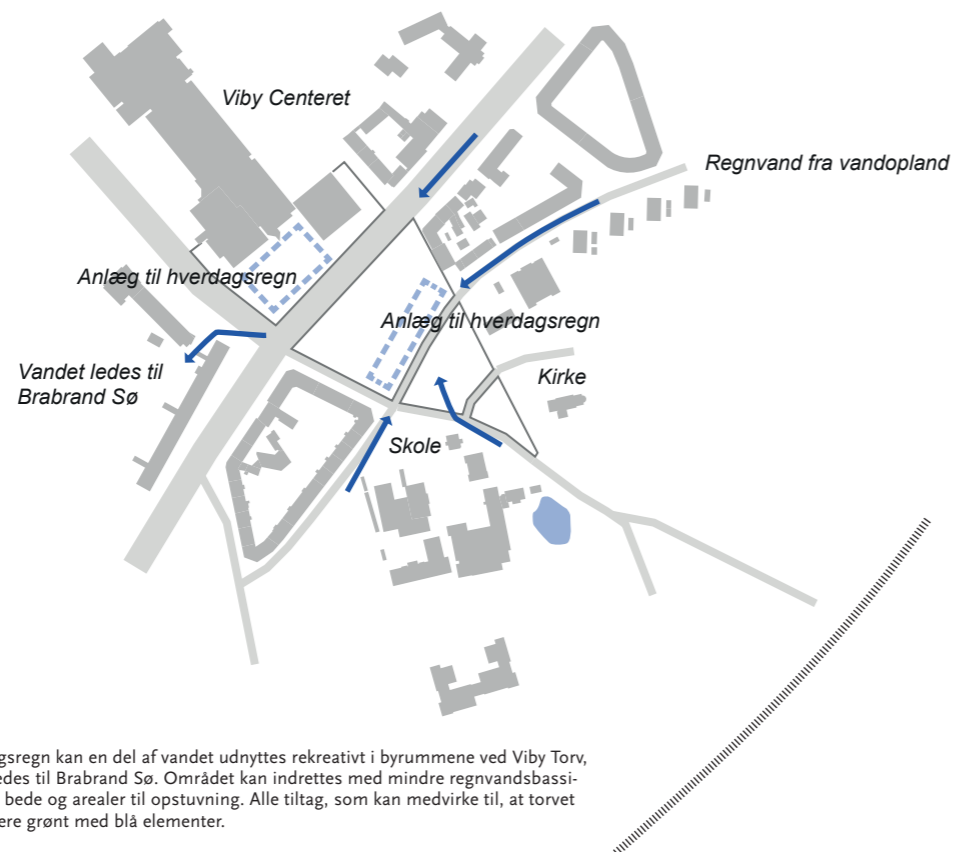 Viby Centeret
Regnvand fra vandopland
Anlæg til hverdagsregn
Anlæg til hverdagsregn
Vandet ledes til
Brabrand Sø
Kirke
Skole
gsregn kan en del af vandet udnyttes rekreativt i byrummene ved Viby Torv,
edes til Brabrand Sø. Området kan indrettes med mindre regnvandsbassi-
bede og arealer til opstuvning. Alle tiltag, som kan medvirke til, at torvet
ere grønt med blå elementer.